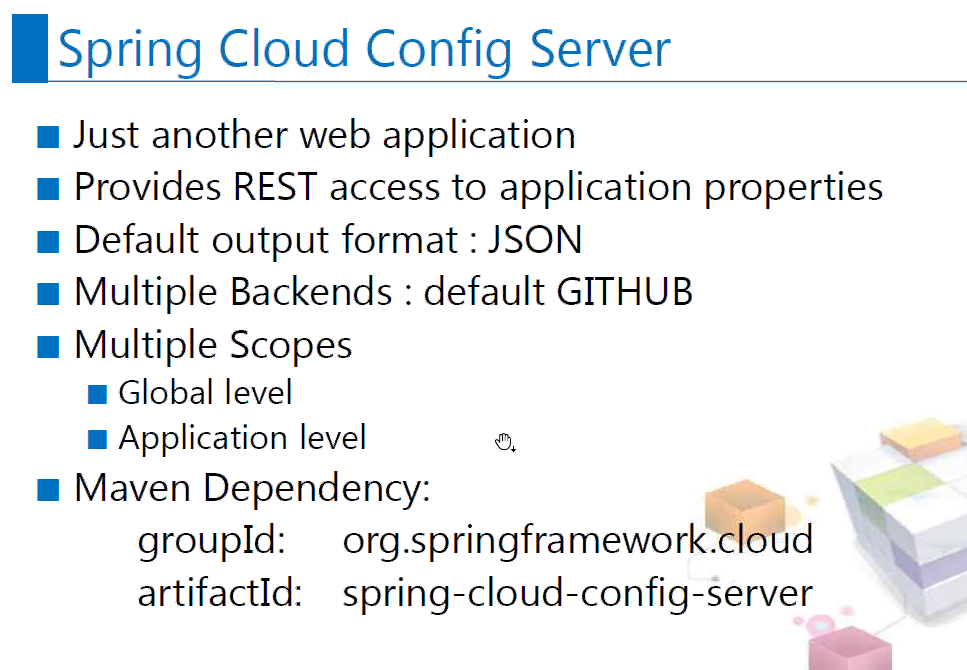 Spring Cloud Config Server
Just another web application
Provides REST access to application properties
Default output format : JSON
Multiple Backends : default GITHUB
Multiple Scopes
Global level
Application level
Maven Dependency:
groupId: org.springframework.cloud
artifactId: spring-cloud-config-server